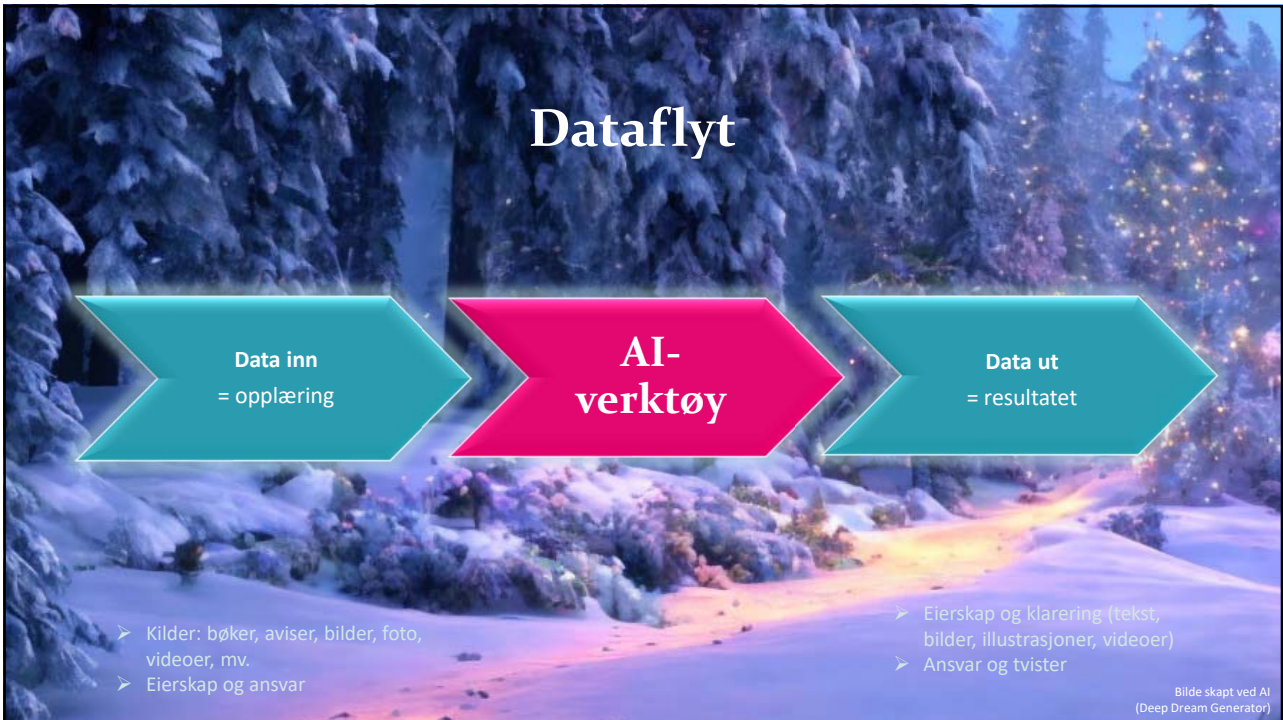 Dataflyt
Data inn
= opplæring
AI-
verktøy
Data ut
= resultatet
➢ Kilder: bøker, aviser, bilder, foto,
videoer, mv.
➢ Eierskap og ansvar
➢ Eierskap og klarering (tekst,
bilder, illustrasjoner, videoer)
➢ Ansvar og tvister
Bilde skapt ved AI
(Deep Dream Generator)